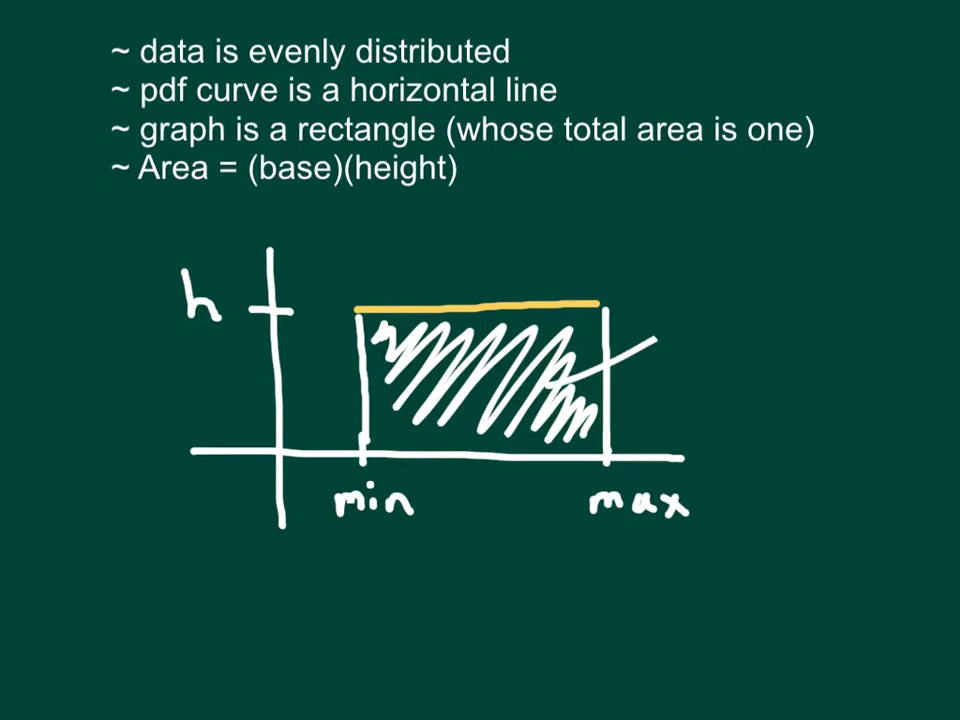 ~ data is evenly distributed
~ pdf curve is a horizontal line
~ graph is a rectangle (whose total area is one)
~ Area = (base)(height)
h
min
max